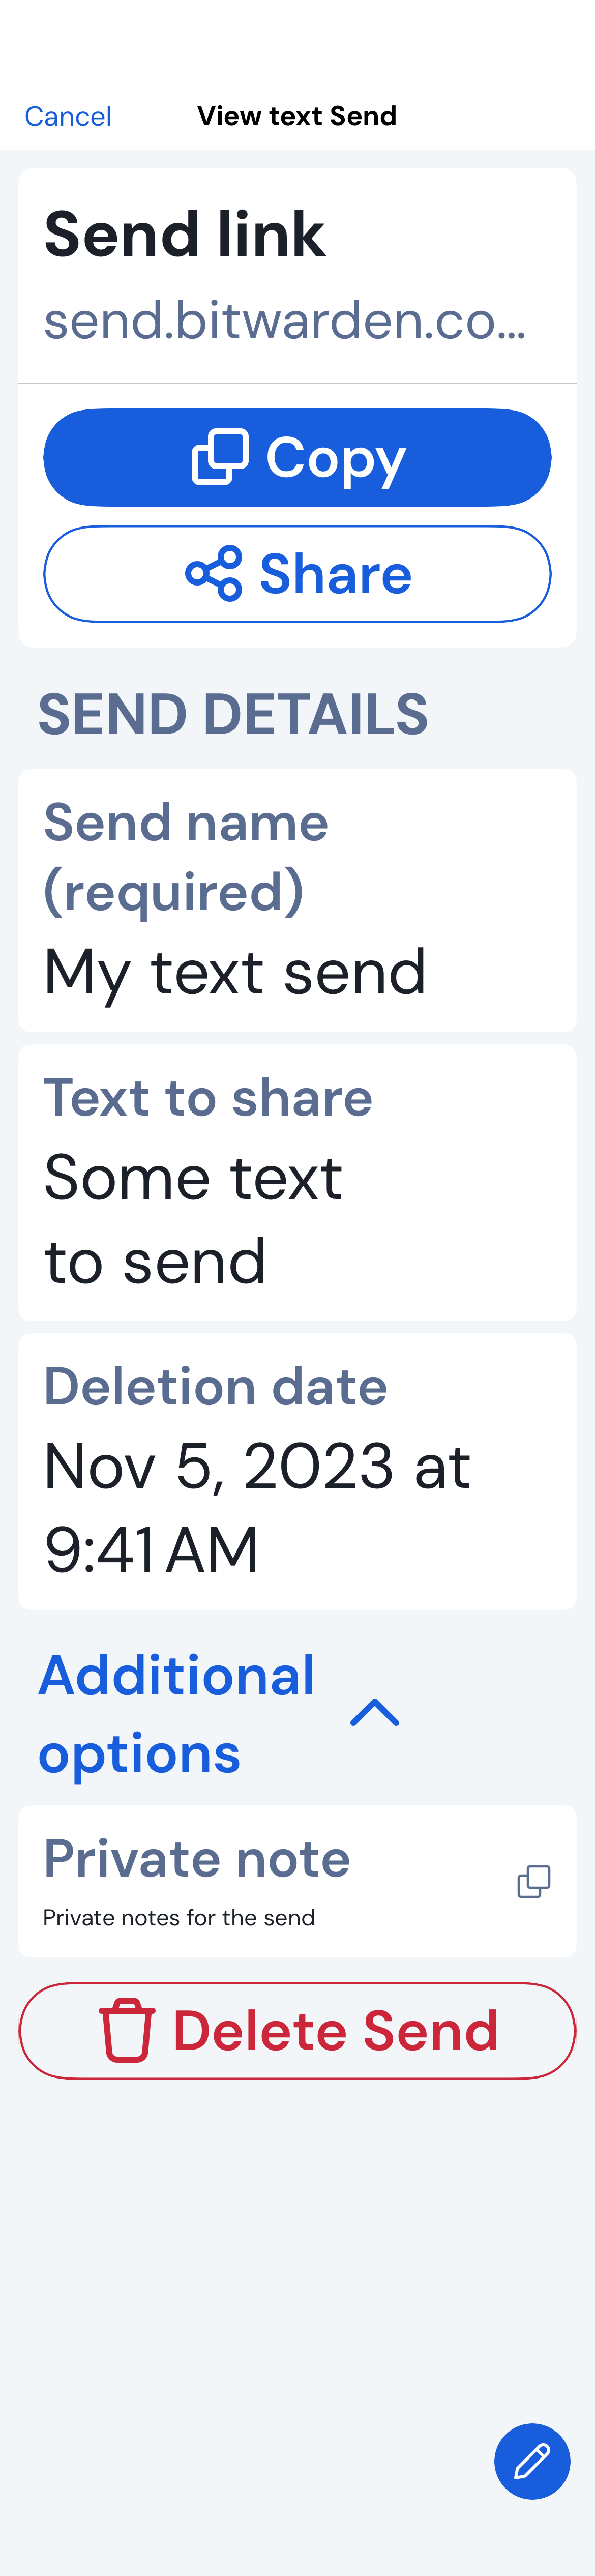 Cancel
View text Send
Send link
send.bitwarden.co...
Copy
Share
SEND DETAILS
Send name
(required)
My text send
Text to share
Some text
to send
Deletion date
Nov 5, 2023 at
9:41 AM
Additional
options
Private note
Private notes for the send
Delete Send